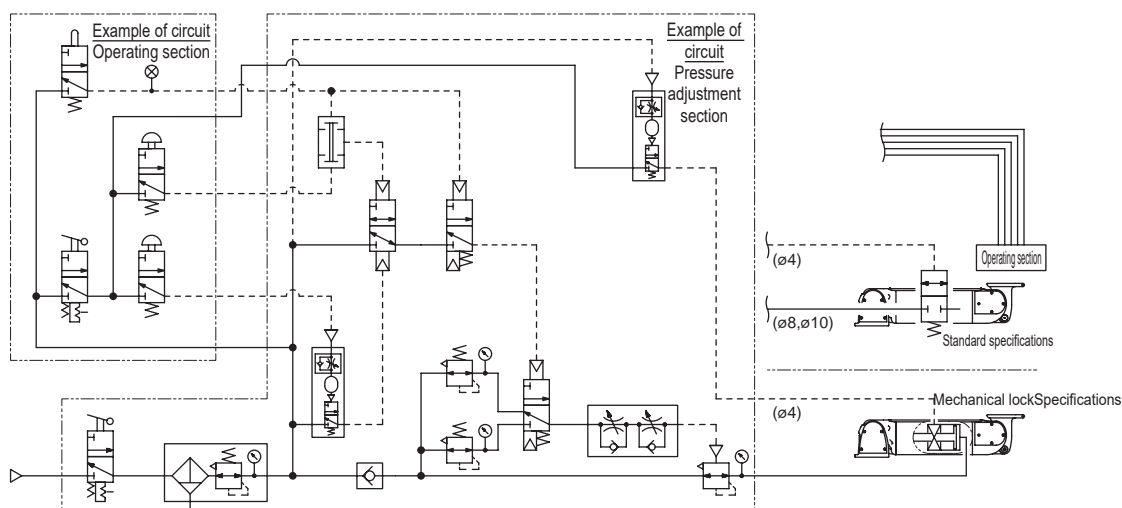 Example of circuit
Operating section
Example of
circuit
Pressure
adjustment
section
Operating section
(ø4)
(ø8,ø10)
Standard specifications
Mechanical lockSpecifications
(ø4)